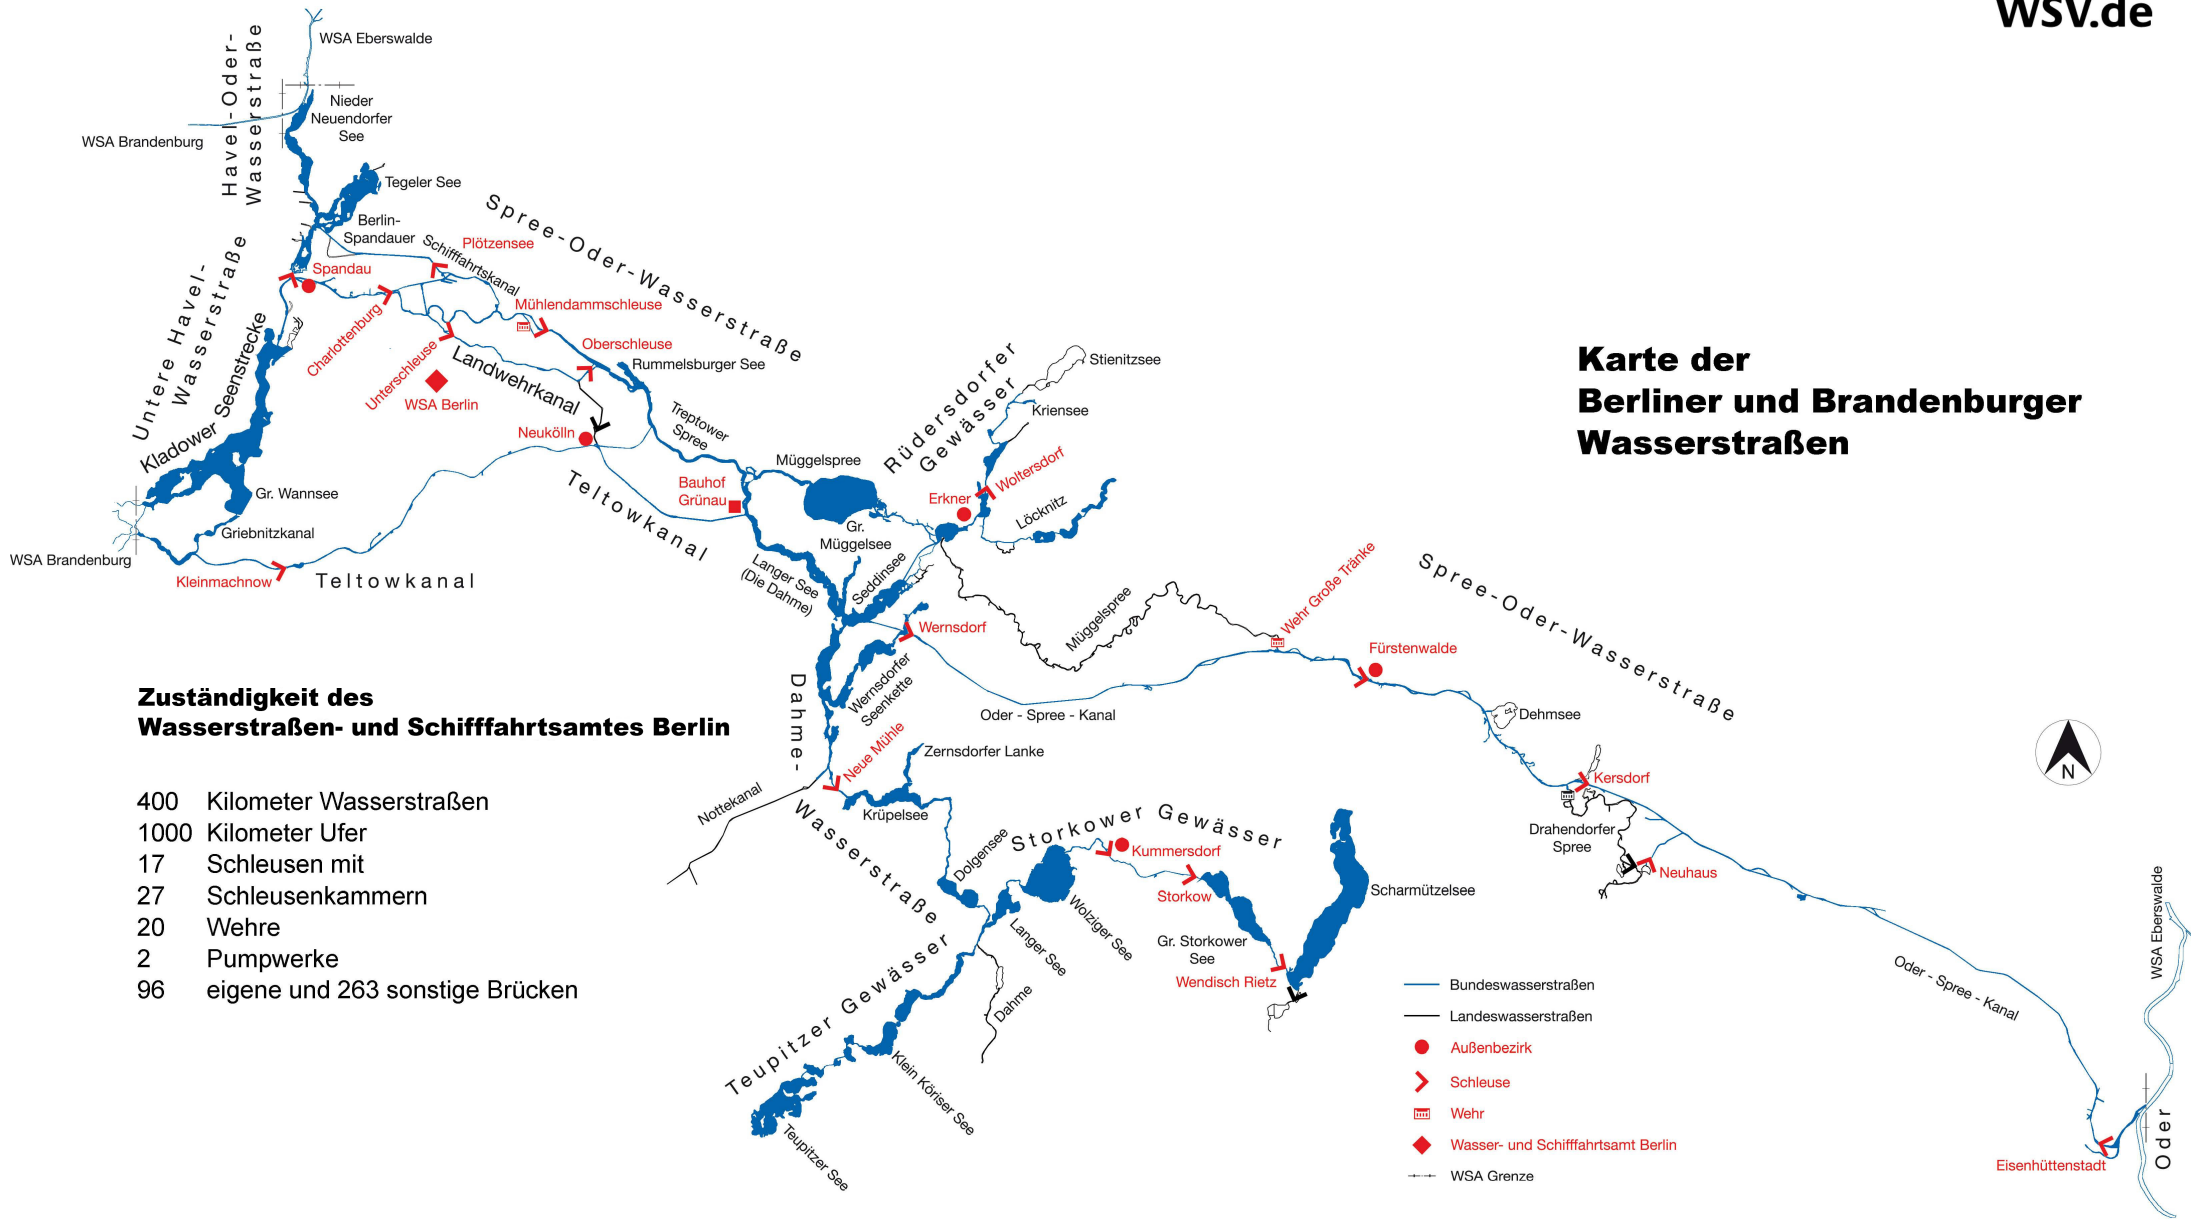 WSV.de
WSA Eberswalde
Havel-Oder-
Wasserstraße
Nieder
Neuendorfer
See
WSA Brandenburg
Tegeler See
Berlin-
Spandauer
Schifffahrtskanal
Plötzensee
Spree-Oder-Wasserstraße
Untere Havel-
Wasserstraße
Spandau
Charlottenburg
Mühlendammschleuse
Oberschleuse
Rummelsburger See
Unterschleuse
Landwehrkanal
WSA Berlin
Kladower Seenstrecke
Neukölln
Treptower
Spree
Müggelspree
Rüdersdorfer
Gewässer
Stienitzsee
Kriensee
Woltersdorf
Erkner
Löcknitz
Karte der
Berliner und Brandenburger
Wasserstraßen
Gr. Wannsee
Griebnitzkanal
WSA Brandenburg
Kleinmachnow
Teltowkanal
Teltowkanal
Bauhof
Grünau
Gr.
Müggelsee
Langer See
(Die Dahme)
Seddinsee
Wernsdorf
Müggelspree
Wehr Große Tränke
Spree-Oder-Wasserstraße
Fürstenwalde
Wernsdorfer
Seenkette
Oder - Spree - Kanal
Dehmsee
Zuständigkeit des
Wasserstraßen- und Schifffahrtsamtes Berlin
400 Kilometer Wasserstraßen
1000 Kilometer Ufer
17 Schleusen mit
27 Schleusenkammern
20 Wehre
2 Pumpwerke
96 eigene und 263 sonstige Brücken
Dahme-
Wasserstraße
Neue Mühle
Zernsdorfer Lanke
Nottekanal
Krüpelsee
Dolgensee
Storkower Gewässer
Kummersdorf
Storkow
Scharmützelsee
Kersdorf
Drahendorfer
Spree
Neuhaus
N
Wolziger See
Langer See
Gr. Storkower
See
Wendisch Rietz
Teupitzer Gewässer
Dahme
Klein Köriser See
Teupitzer See
Oder - Spree - Kanal
WSA Eberswalde
Oder
Eisenhüttenstadt
Bundeswasserstraßen
Landeswasserstraßen
Außenbezirk
Schleuse
Wehr
Wasser- und Schifffahrtsamt Berlin
WSA Grenze